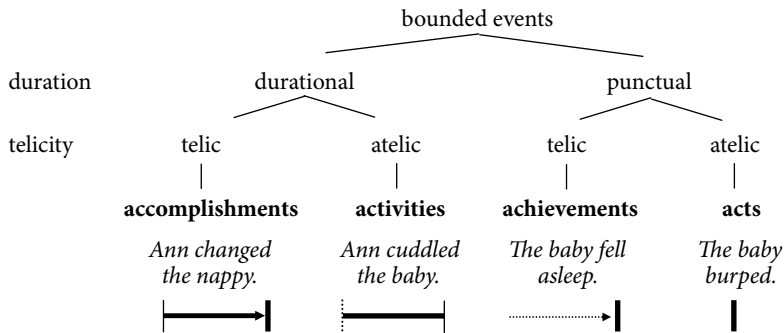 bounded events
duration durational punctual
telicity telic atelic telic atelic
accomplishments activities achievements acts
Ann changed Ann cuddled The baby fell The baby
the nappy. the baby. asleep. burped.